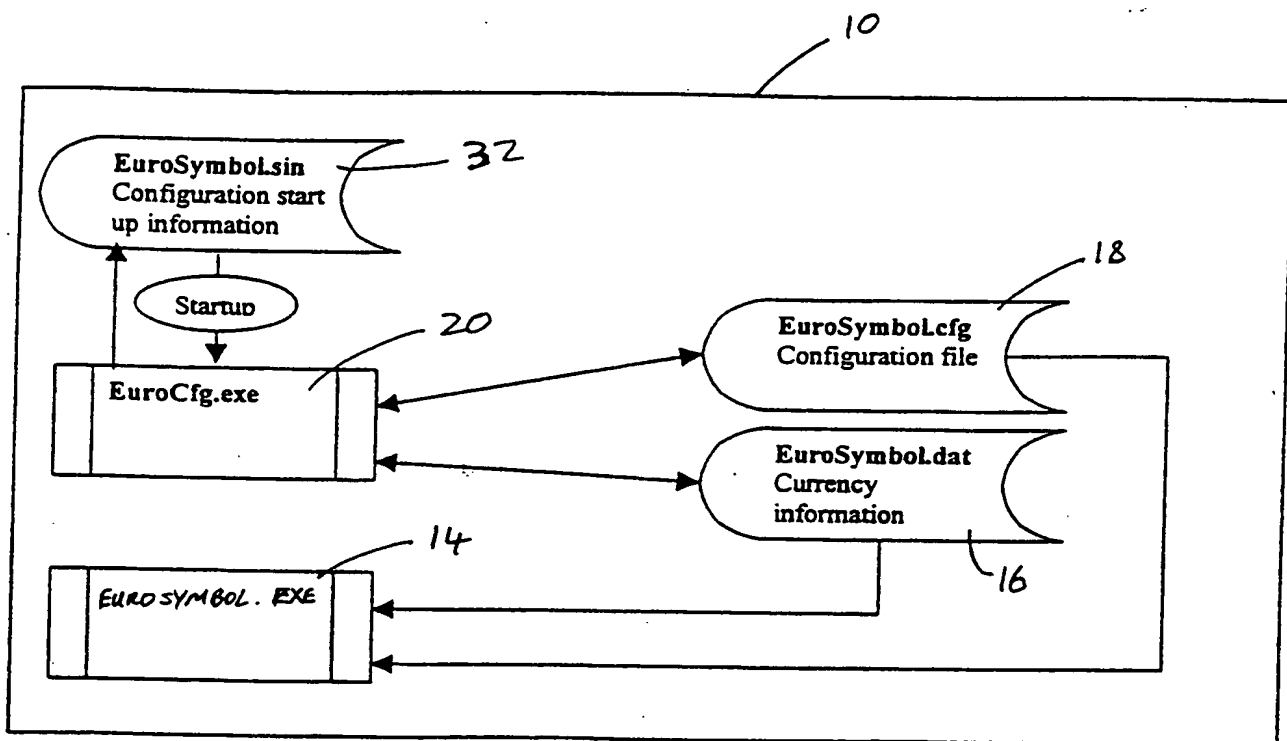 10
EuroSymbol.sin
Configuration start
up information
32
Startup
20
EuroCfg.exe
18
EuroSymbol.cfg
Configuration file
EuroSymbol.dat
Currency
information
16
14
EUROSYMBOL. EXE